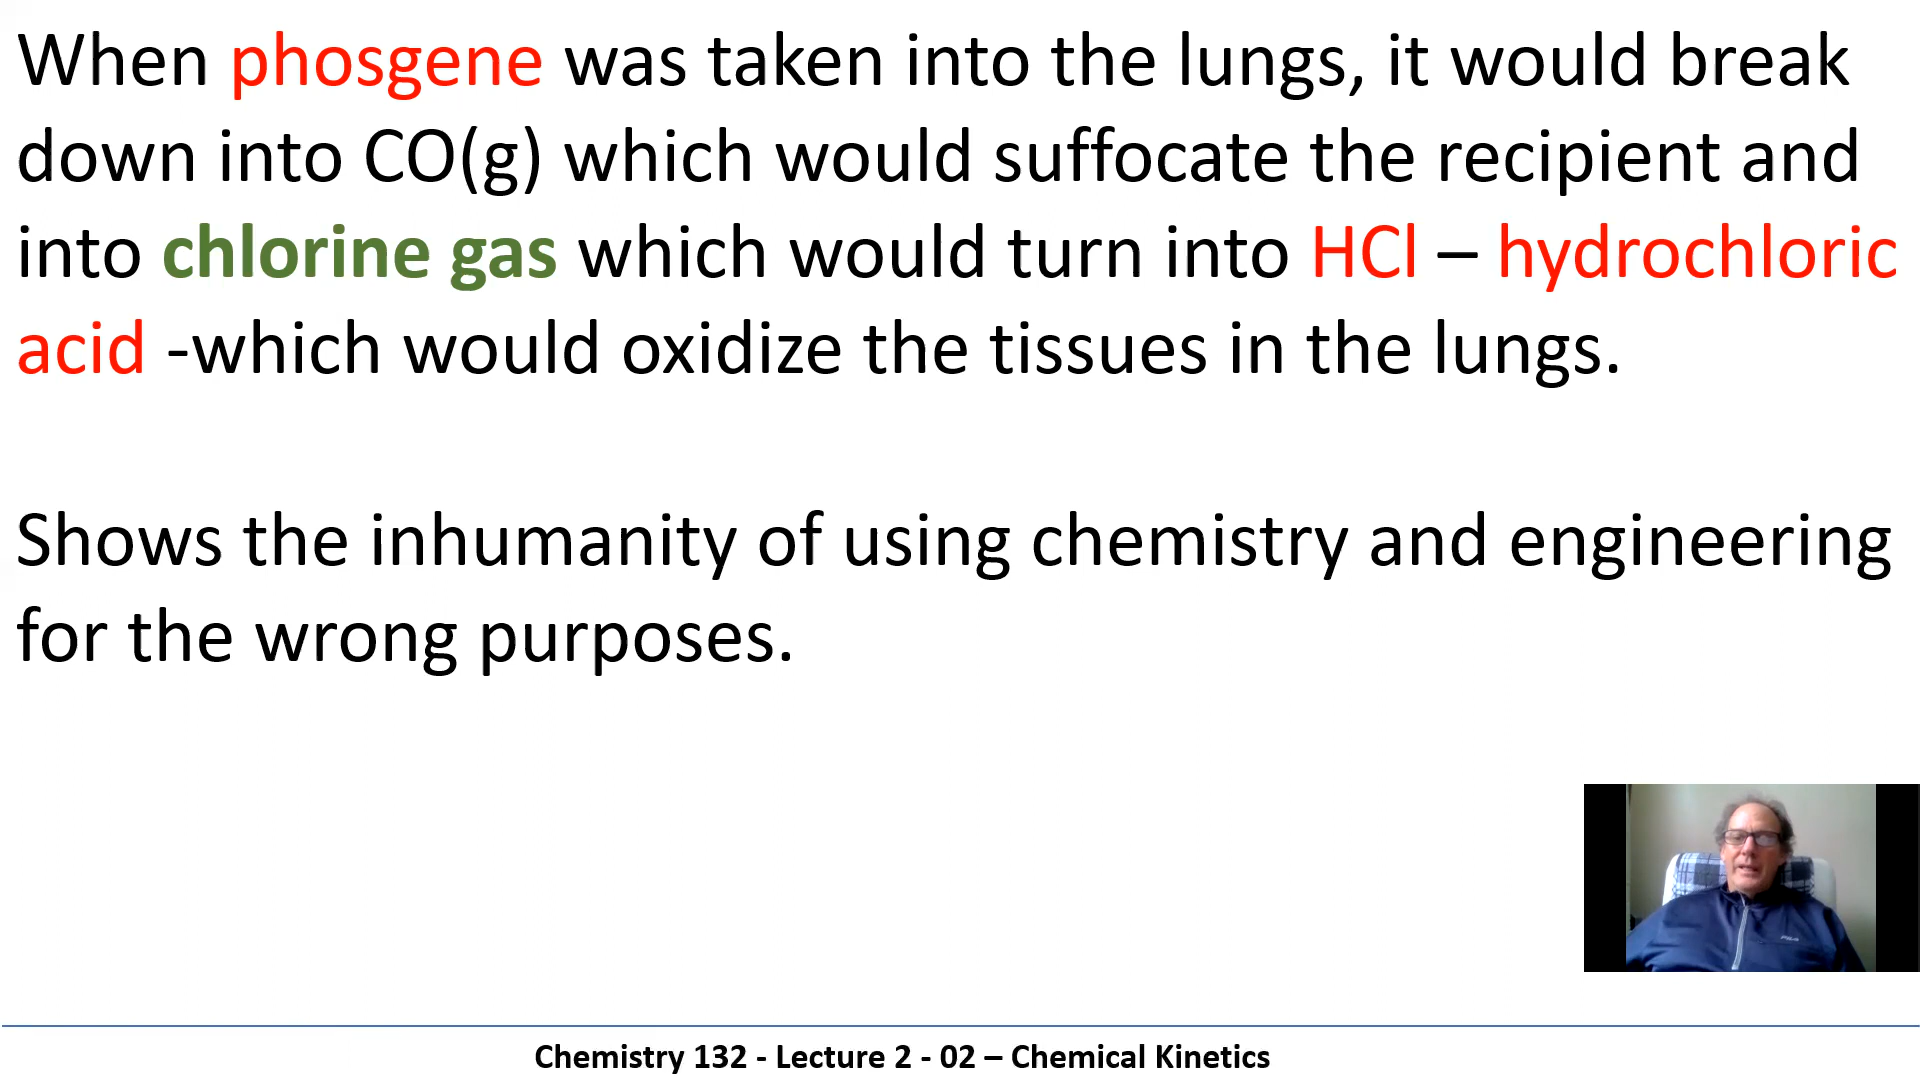 When phosgene was taken into the lungs, it would break
down into CO(g) which would suffocate the recipient and
into chlorine gas which would turn into HCl – hydrochloric
acid -which would oxidize the tissues in the lungs.
Shows the inhumanity of using chemistry and engineering
for the wrong purposes.
FILA
Chemistry 132 - Lecture 2 - 02 – Chemical Kinetics